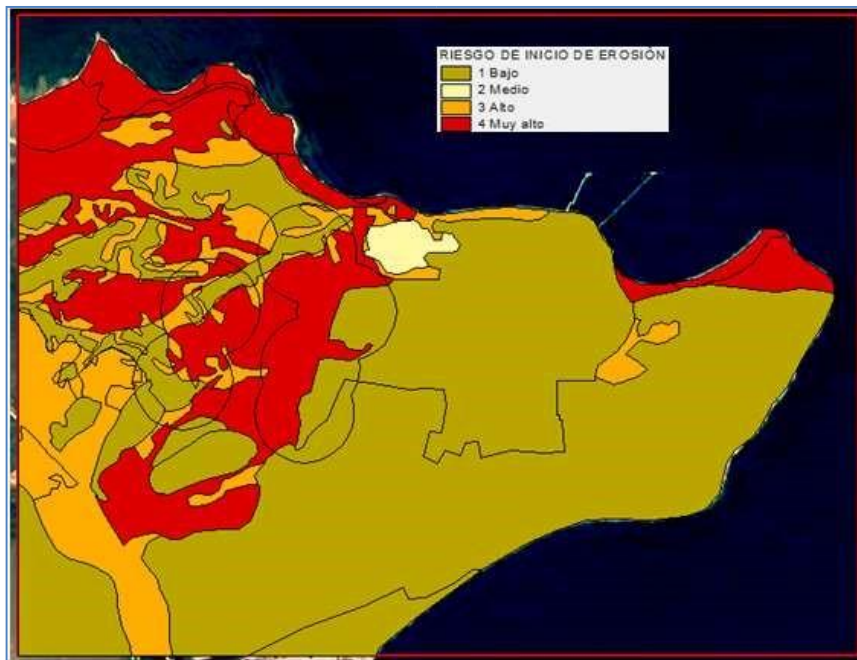 RIESGO DE INICIO DE EROSIÓN
1 Bajo
2 Medio
3 Alto
4 Muy alto